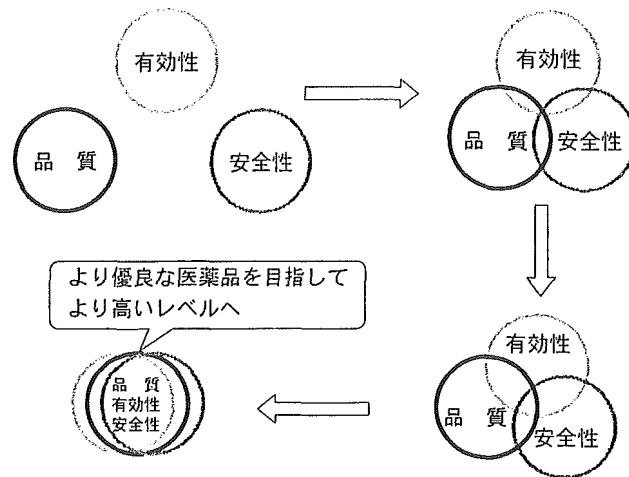 有効性
品　質
安全性
有効性
品　質
安全性
より優良な医薬品を目指して
より高いレベルへ
品　質
有効性
安全性
有効性
品　質
安全性